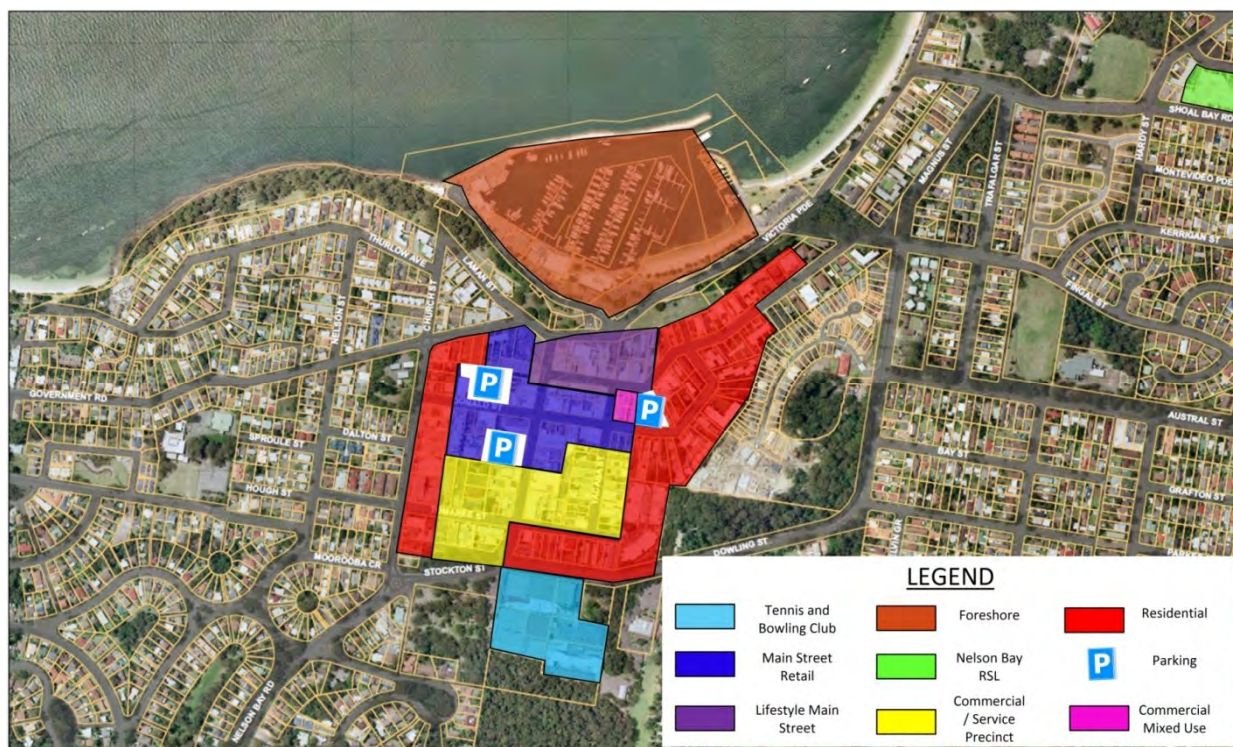 SHOAL BAY RD
HARDY ST
MAGNUS ST
TRAFALGAR ST
MONTEVIDEO PDE
VICTORIA PDE
KERRIGAN ST
THURLOW AVE
LAMAN ST
FINGAL ST
NELSON ST
CHURCH ST
GOVERNMENT RD
DONALD ST
AUSTRAL ST
SPROULE ST
DALTON ST
BAY ST
HOUGH ST
GRAFTON ST
MOOROOBA CR
STOCKTON ST
DOWLING ST
NELSON BAY RD
P
P
P
LEGEND
Tennis and
Bowling Club
Foreshore
Residential
Main Street
Retail
Nelson Bay
RSL
P
Parking
Lifestyle Main
Street
Commercial
/ Service
Precinct
Commercial
Mixed Use